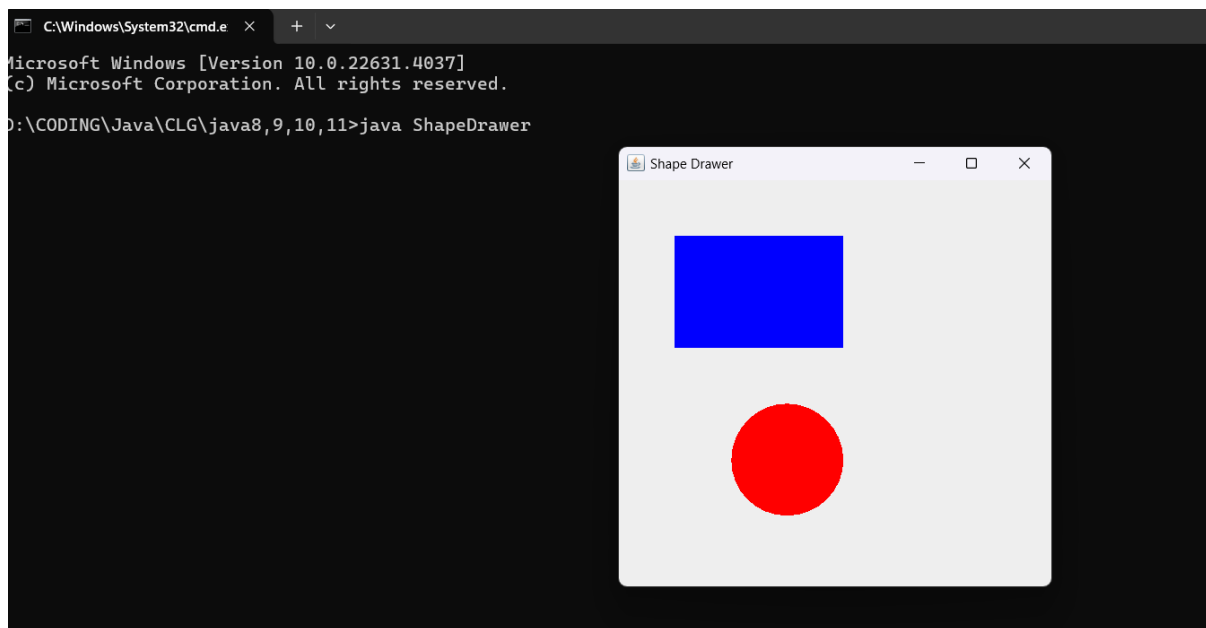 C:\Windows\System32\cmd.e
Microsoft Windows [Version 10.0.22631.4037]
(c) Microsoft Corporation. All rights reserved.
D:\CODING\Java\CLG\java8,9,10,11>java ShapeDrawer
Shape Drawer